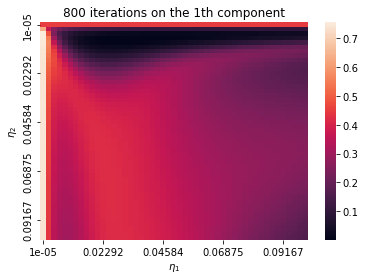 800 iterations on the 1th component
1e-05
0.02292
0.04584
0.06875
0.09167
η₂
1e-05 0.02292 0.04584 0.06875 0.09167
η₁
0.7
0.6
0.5
0.4
0.3
0.2
0.1